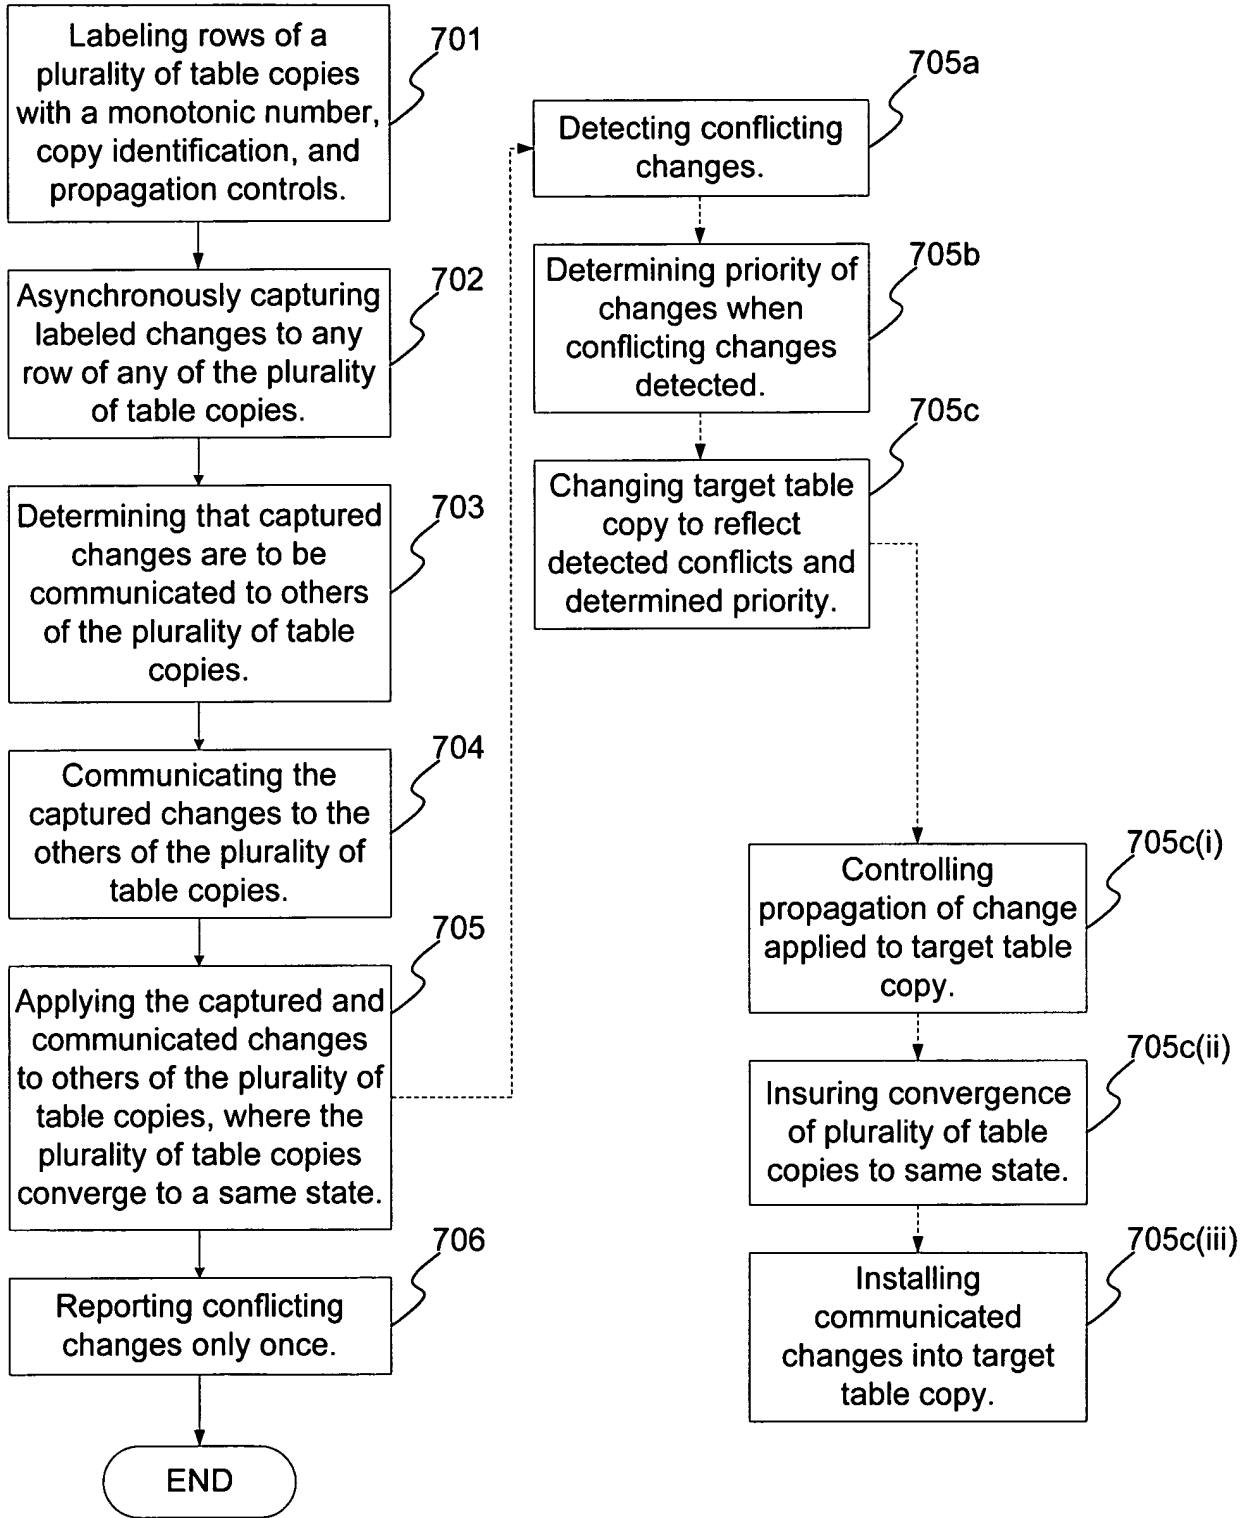 Labeling rows of a
plurality of table copies
with a monotonic number,
copy identification, and
propagation controls.
701
Asynchronously capturing
labeled changes to any
row of any of the plurality
of table copies.
702
Determining that captured
changes are to be
communicated to others
of the plurality of table
copies.
703
Communicating the
captured changes to the
others of the plurality of
table copies.
704
Applying the captured and
communicated changes
to others of the plurality of
table copies, where the
plurality of table copies
converge to a same state.
705
Reporting conflicting
changes only once.
706
END
Detecting conflicting
changes.
705a
Determining priority of
changes when
conflicting changes
detected.
705b
Changing target table
copy to reflect
detected conflicts and
determined priority.
705c
Controlling
propagation of change
applied to target table
copy.
705c(i)
Insuring convergence
of plurality of table
copies to same state.
705c(ii)
Installing
communicated
changes into target
table copy.
705c(iii)